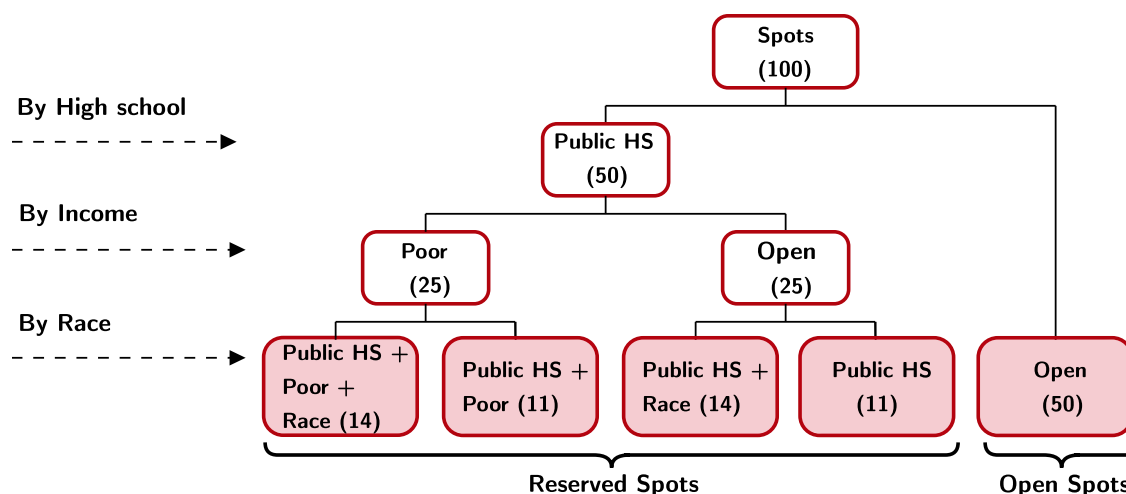 Spots
(100)
By High school
Public HS
(50)
By Income
Poor
(25)
Open
(25)
By Race
Public HS +
Poor +
Race (14)
Public HS +
Poor (11)
Public HS +
Race (14)
Public HS
(11)
Open
(50)
Reserved Spots
Open Spots